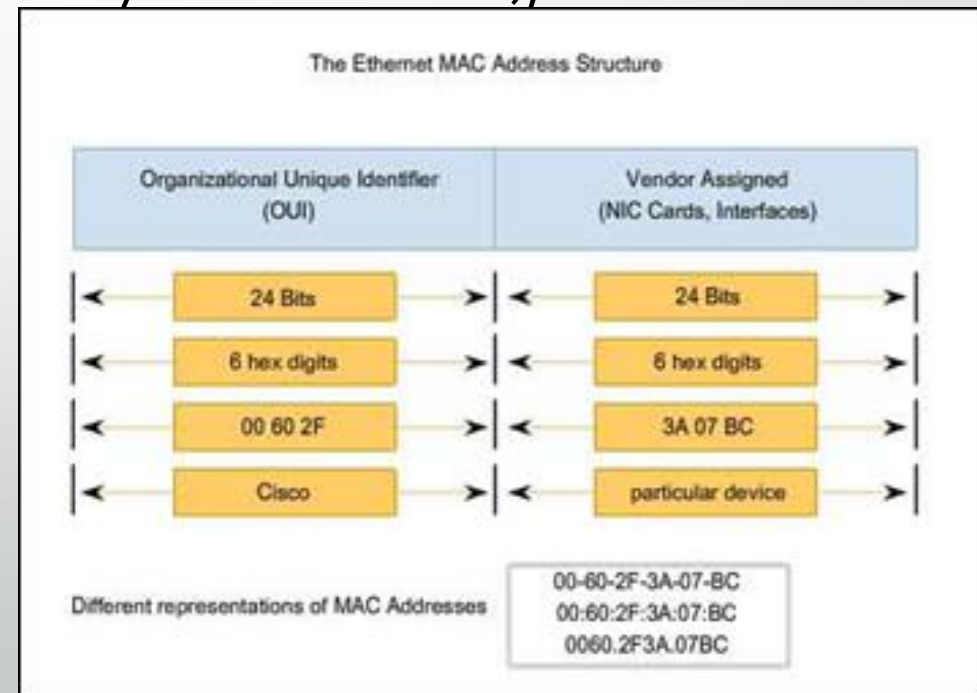 The Ethernet MAC Address Structure
Organizational Unique Identifier
(OUI)
Vendor Assigned
(NIC Cards, Interfaces)
24 Bits
24 Bits
6 hex digits
6 hex digits
00 60 2F
3A 07 BC
Cisco
particular device
Different representations of MAC Addresses
00-60-2F-3A-07-BC
00:60:2F:3A:07:BC
0060.2F3A.07BC